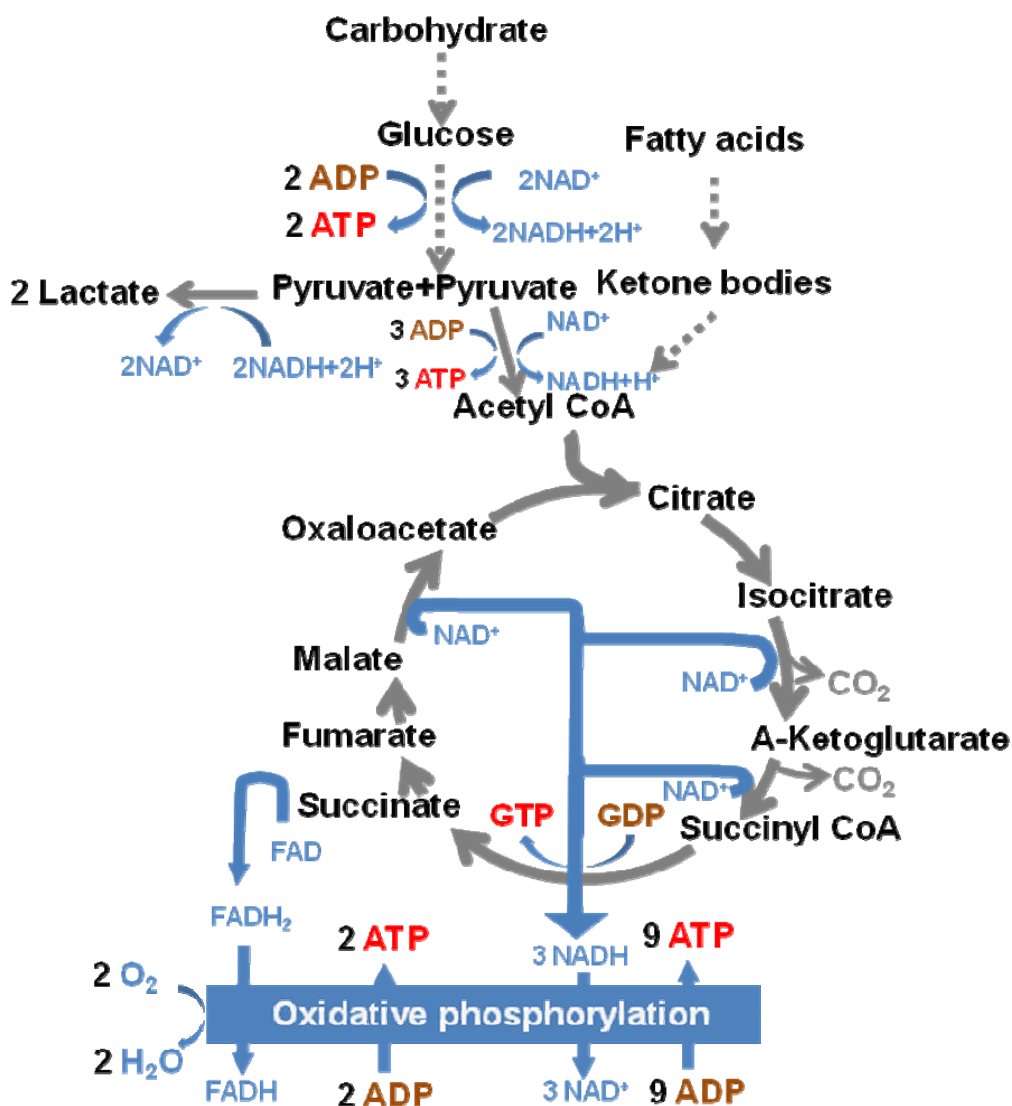 Carbohydrate
Glucose
Fatty acids
2 ADP
2NAD⁺
2 ATP
2NADH+2H⁺
2 Lactate
Pyruvate+Pyruvate
Ketone bodies
3 ADP
NAD⁺
2NAD⁺
2NADH+2H⁺
3 ATP
NADH+H⁺
Acetyl CoA
Citrate
Oxaloacetate
Isocitrate
NAD⁺
Malate
NAD⁺
CO₂
Fumarate
A-Ketoglutarate
NAD⁺
CO₂
Succinate
GTP
GDP
Succinyl CoA
FAD
FADH₂
2 ATP
3 NADH
9 ATP
2 O₂
Oxidative phosphorylation
2 H₂O
FADH
2 ADP
3 NAD⁺
9 ADP